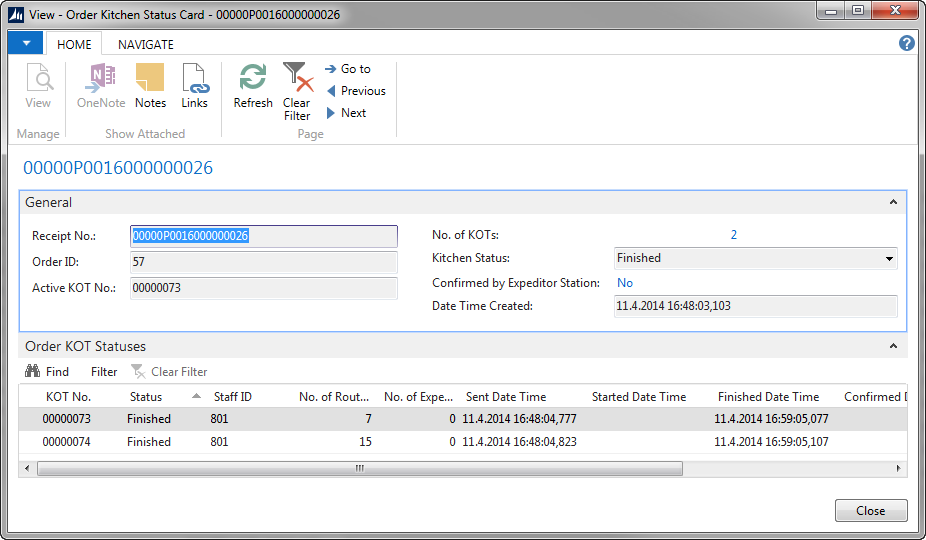 View - Order Kitchen Status Card - 00000P0016000000026
HOME NAVIGATE
View OneNote Notes Links Refresh Clear Filter Go to Previous Next
Manage Show Attached Page
00000P0016000000026
General
Receipt No.: 00000P0016000000026 No. of KOTs: 2
Order ID: 57 Kitchen Status: Finished
Active KOT No.: 00000073 Confirmed by Expeditor Station: No
Date Time Created: 11.4.2014 16:48:03,103
Order KOT Statuses
Find Filter Clear Filter
KOT No. Status Staff ID No. of Rout... No. of Expe... Sent Date Time Started Date Time Finished Date Time Confirmed
00000073 Finished 801 7 0 11.4.2014 16:48:04,777 11.4.2014 16:59:05,077
00000074 Finished 801 15 0 11.4.2014 16:48:04,823 11.4.2014 16:59:05,107
Close